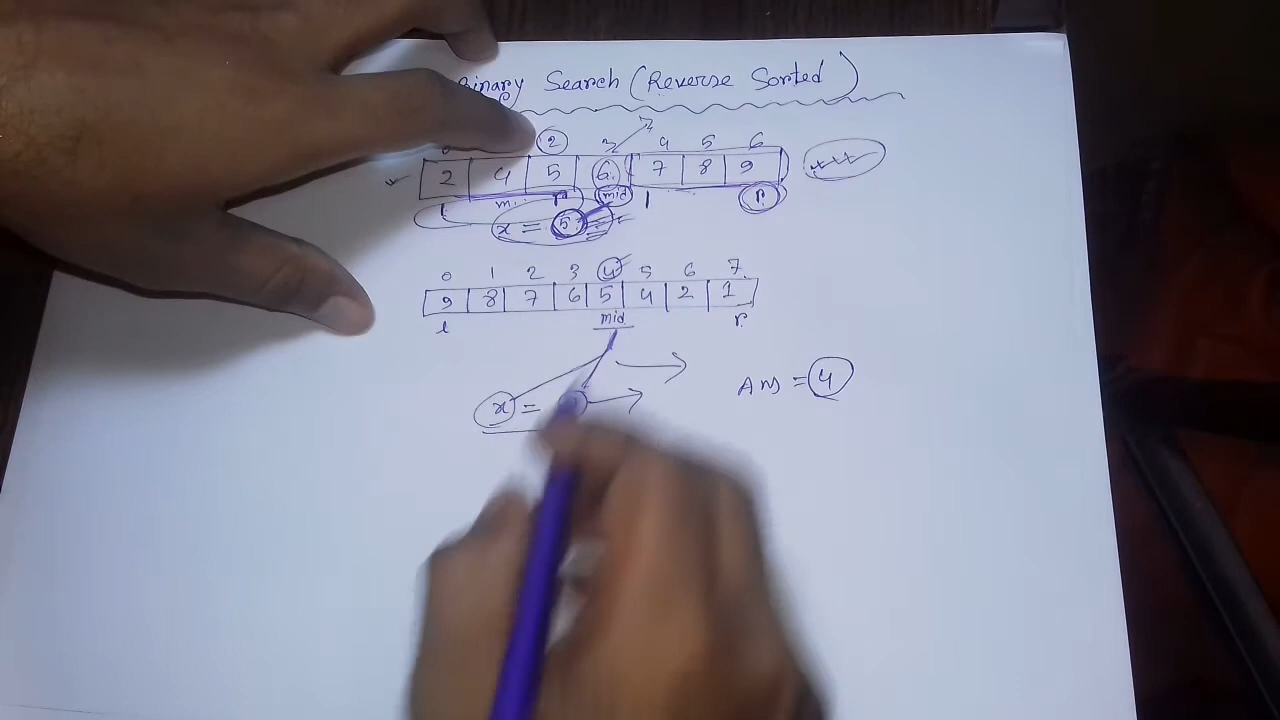 Binary Search (Reverse Sorted)
2 3 4 5 6
2 4 5 6 7 8 9
l m r mid l r
x = 5
0 1 2 3 4 5 6 7
9 8 7 6 5 4 2 1
l mid r
Ans = 4
x =